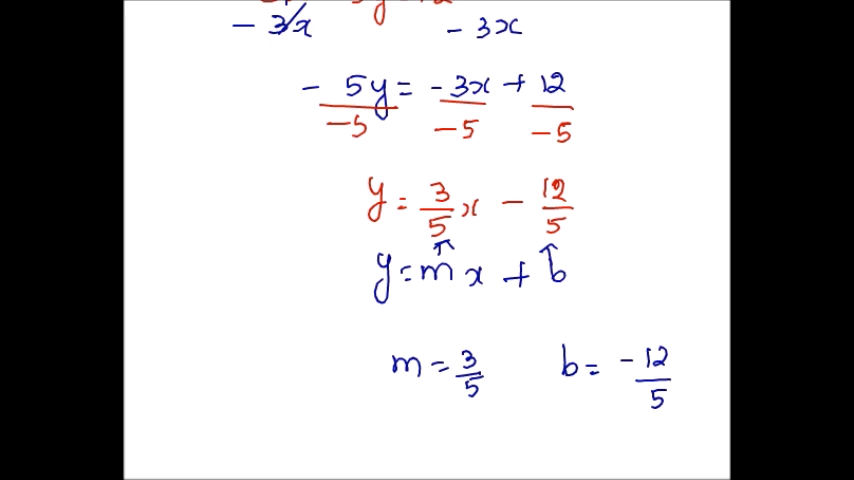 - 3x - 3x
- 5y = - 3x + 12
-5 -5 -5
y = 3/5 x - 12/5
y = mx + b
m = 3/5 b = -12/5